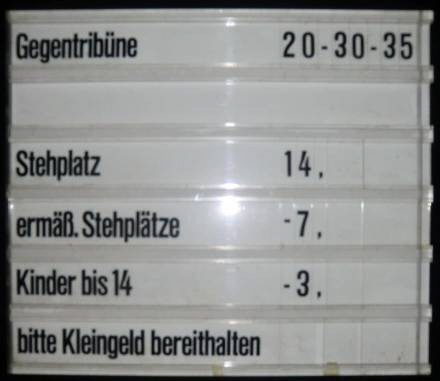 Gegentribüne 20-30-35
Stehplatz 14,
ermäß. Stehplätze -7,
Kinder bis 14 -3,
bitte Kleingeld bereithalten